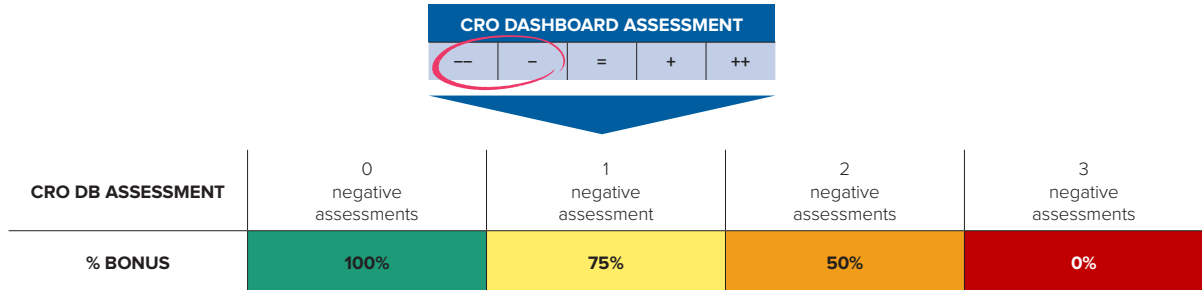 CRO DASHBOARD ASSESSMENT
–– – = + ++
0 1 2 3
CRO DB ASSESSMENT negative negative negative negative
assessments assessment assessments assessments
% BONUS 100% 75% 50% 0%